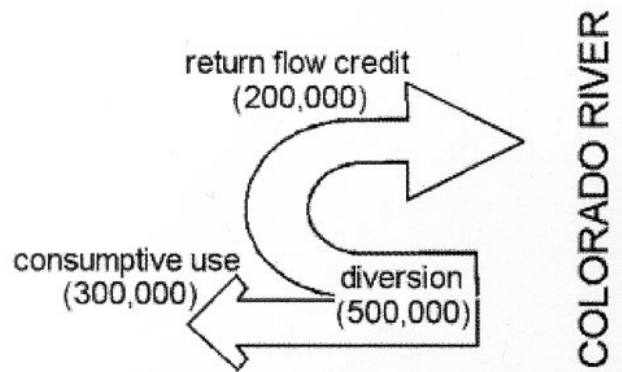 return flow credit
(200,000)
consumptive use
(300,000)
diversion
(500,000)
COLORADO RIVER